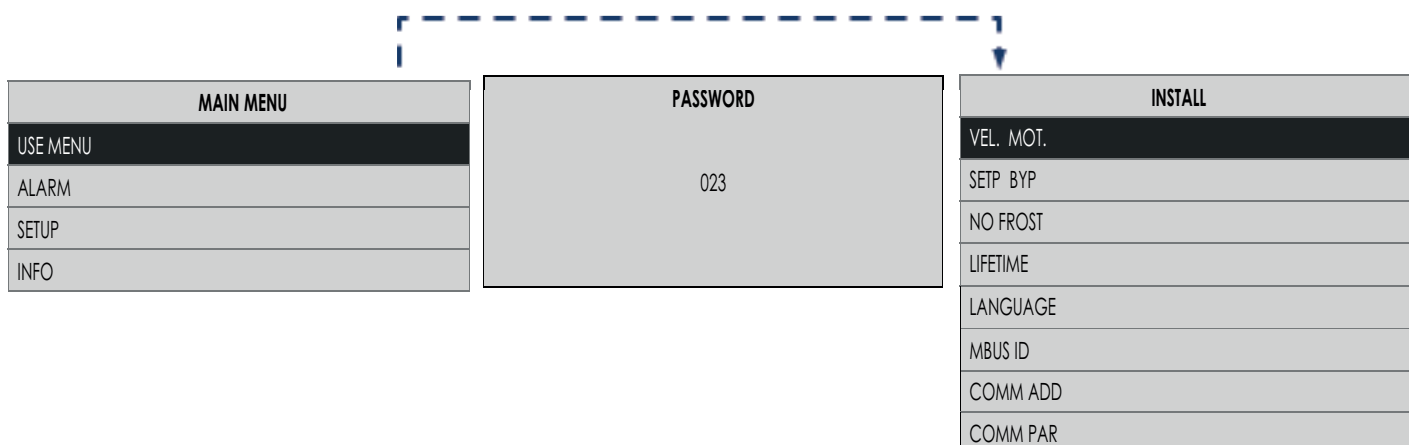 MAIN MENU
USE MENU
ALARM
SETUP
INFO
PASSWORD
023
INSTALL
VEL. MOT.
SETP BYP
NO FROST
LIFETIME
LANGUAGE
MBUS ID
COMM ADD
COMM PAR